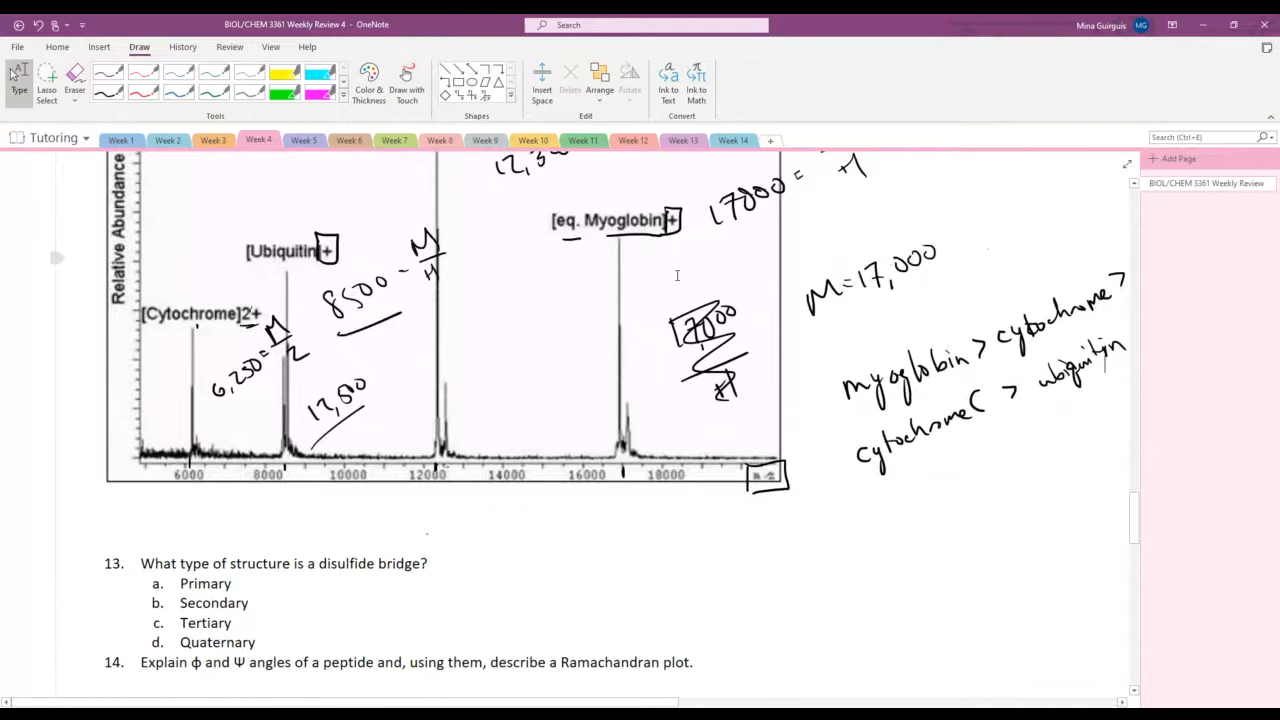 BIOL/CHEM 3361 Weekly Review 4 - OneNote
Search
Mina Guirguis MG
File Home Insert Draw History Review View Help
Type
Lasso Select
Eraser
Color & Thickness
Draw with Touch
Insert Space
Delete
Arrange
Rotate
Ink to Text
Ink to Math
Tools
Shapes
Edit
Convert
Tutoring
Week 1 Week 2 Week 3 Week 4 Week 5 Week 6 Week 7 Week 8 Week 9 Week 10 Week 11 Week 12 Week 13 Week 14
Search (Ctrl+E)
Add Page
BIOL/CHEM 3361 Weekly Review
Relative Abundance
17000 =
+1
[eq. Myoglobin]+
[Ubiquitin]+
8500 = M/+1
M=17,000
[Cytochrome]2+
6,250 = M/2
12,500
17,000
+1
myoglobin > cytochrome >
cytochrome C > ubiquitin
6000 8000 10000 12000 14000 16000 18000
13. What type of structure is a disulfide bridge?
a. Primary
b. Secondary
c. Tertiary
d. Quaternary
14. Explain ϕ and Ψ angles of a peptide and, using them, describe a Ramachandran plot.